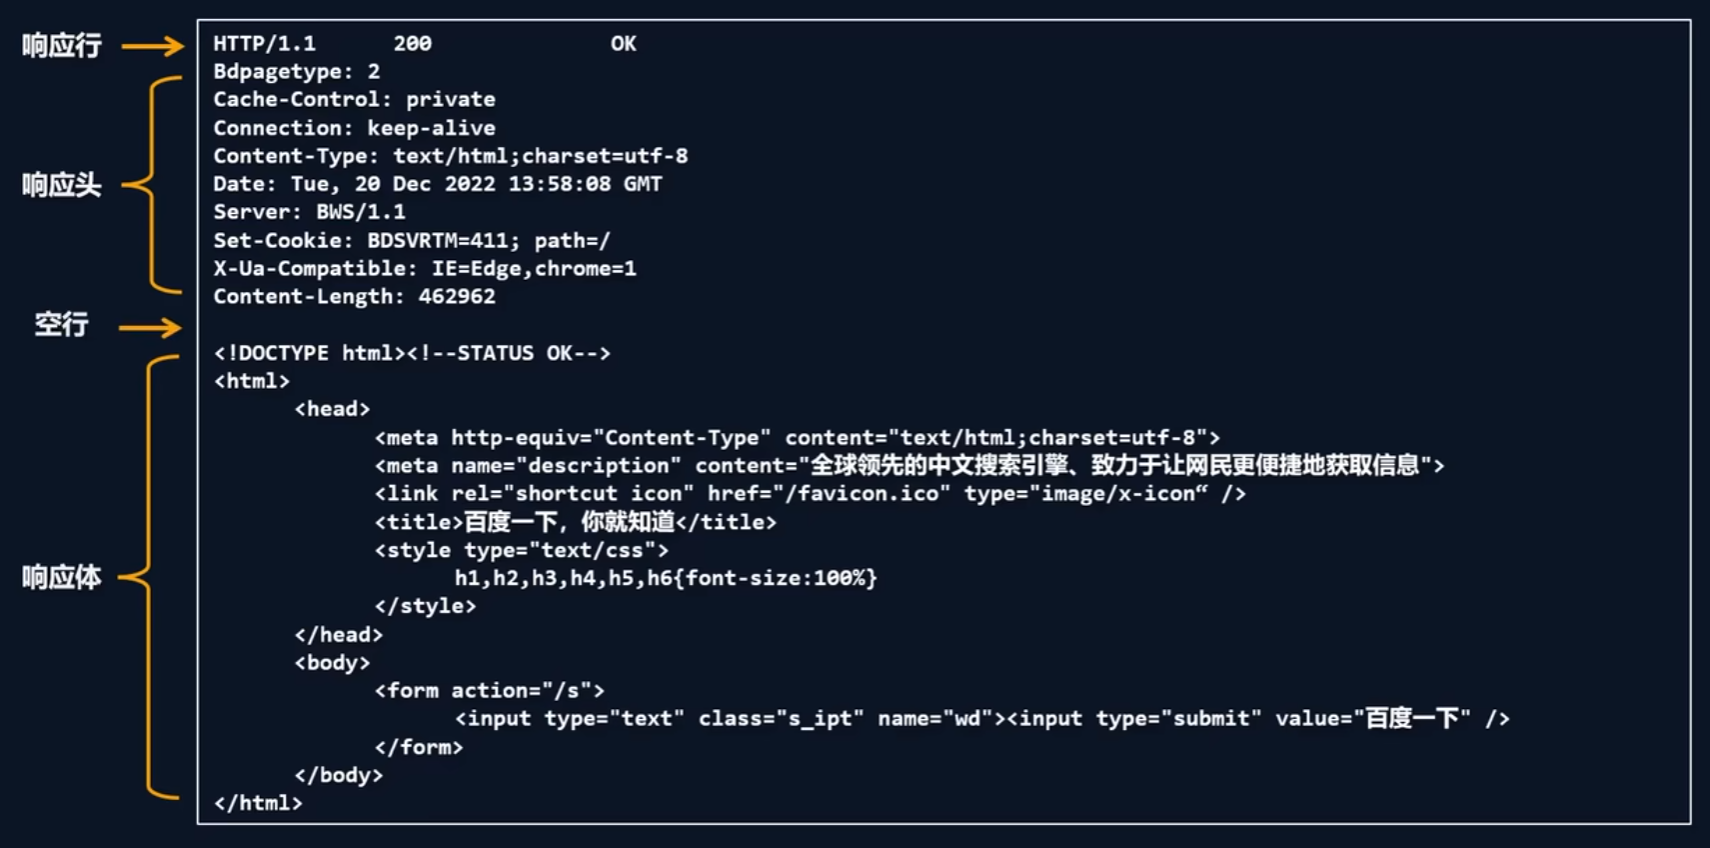 响应行
HTTP/1.1 200 OK
响应头
Bdpagetype: 2
Cache-Control: private
Connection: keep-alive
Content-Type: text/html;charset=utf-8
Date: Tue, 20 Dec 2022 13:58:08 GMT
Server: BWS/1.1
Set-Cookie: BDSVRTM=411; path=/
X-Ua-Compatible: IE=Edge,chrome=1
Content-Length: 462962
空行
响应体
<!DOCTYPE html><!--STATUS OK-->
<html>
<head>
<meta http-equiv="Content-Type" content="text/html;charset=utf-8">
<meta name="description" content="全球领先的中文搜索引擎、致力于让网民更便捷地获取信息">
<link rel="shortcut icon" href="/favicon.ico" type="image/x-icon“ />
<title>百度一下，你就知道</title>
<style type="text/css">
h1,h2,h3,h4,h5,h6{font-size:100%}
</style>
</head>
<body>
<form action="/s">
<input type="text" class="s_ipt" name="wd"><input type="submit" value="百度一下" />
</form>
</body>
</html>